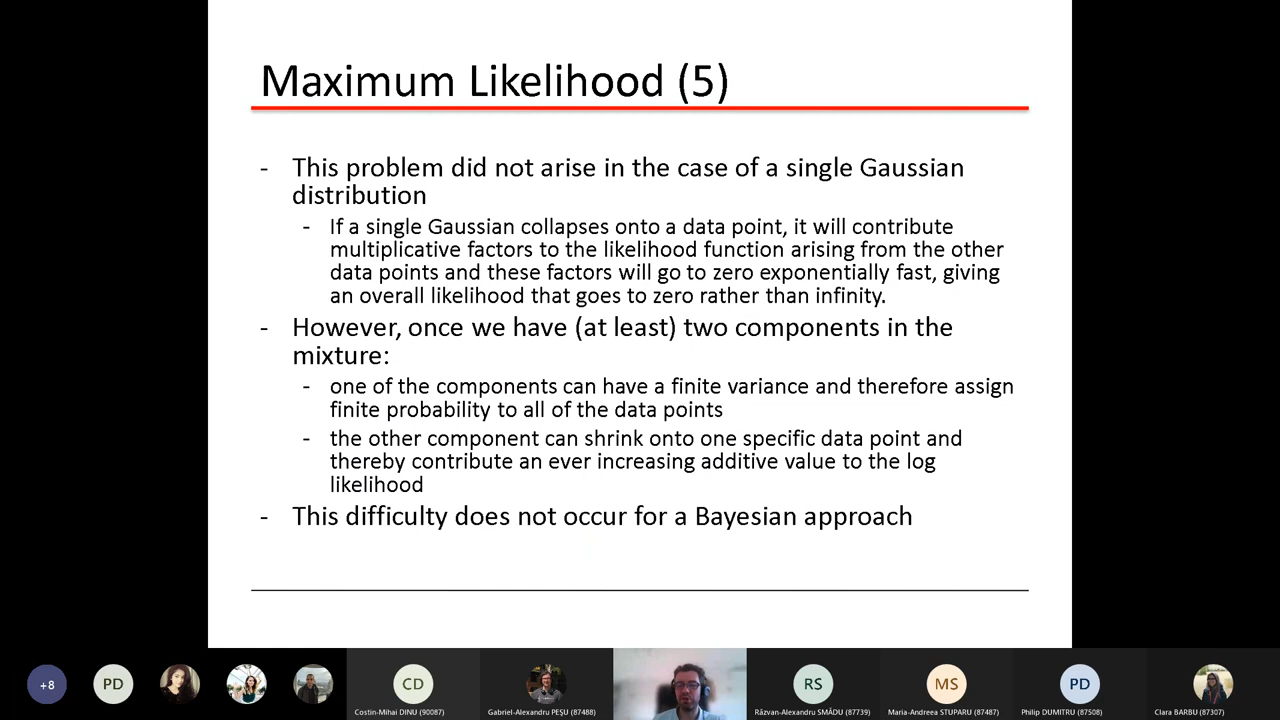 Maximum Likelihood (5)
- This problem did not arise in the case of a single Gaussian
distribution
- If a single Gaussian collapses onto a data point, it will contribute
multiplicative factors to the likelihood function arising from the other
data points and these factors will go to zero exponentially fast, giving
an overall likelihood that goes to zero rather than infinity.
- However, once we have (at least) two components in the
mixture:
- one of the components can have a finite variance and therefore assign
finite probability to all of the data points
- the other component can shrink onto one specific data point and
thereby contribute an ever increasing additive value to the log
likelihood
- This difficulty does not occur for a Bayesian approach
+8 PD CD RS MS PD
Costin-Mihai DINU (90087) Gabriel-Alexandru PEȘU (87488) Răzvan-Alexandru SMĂDU (87739) Maria-Andreea STUPARU (87487) Philip DUMITRU (87508) Clara BARBU (87307)